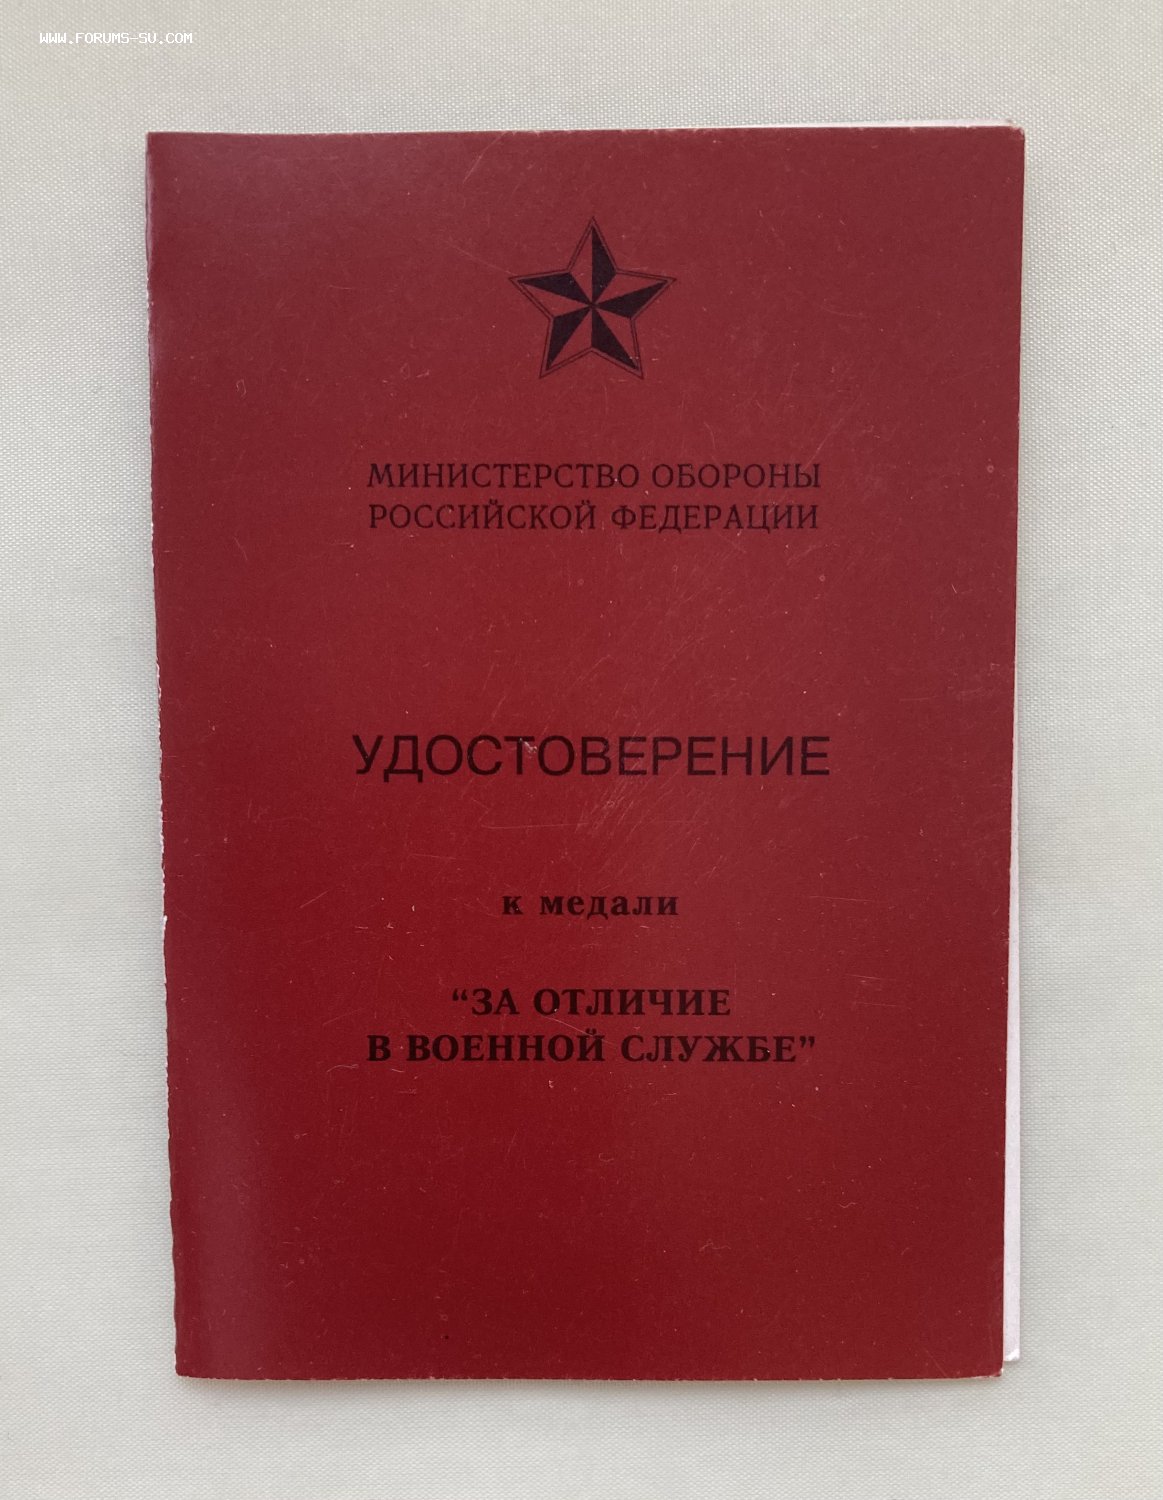 WWW.FORUMS-SU.COM
МИНИСТЕРСТВО ОБОРОНЫ
РОССИЙСКОЙ ФЕДЕРАЦИИ
УДОСТОВЕРЕНИЕ
к медали
“ЗА ОТЛИЧИЕ
В ВОЕННОЙ СЛУЖБЕ”